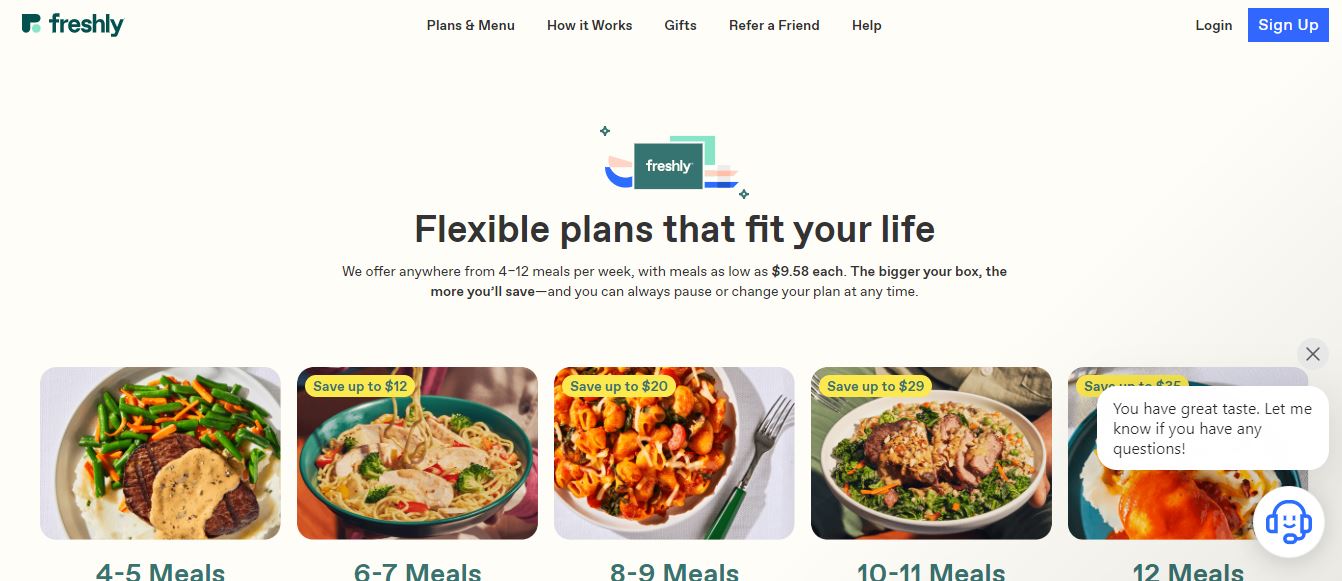 freshly
Plans & Menu
How it Works
Gifts
Refer a Friend
Help
Login
Sign Up
freshly
Flexible plans that fit your life
We offer anywhere from 4–12 meals per week, with meals as low as $9.58 each. The bigger your box, the
more you'll save—and you can always pause or change your plan at any time.
Save up to $12
Save up to $20
Save up to $29
Save up to $35
You have great taste. Let me
know if you have any
questions!
4-5 Meals
6-7 Meals
8-9 Meals
10-11 Meals
12 Meals